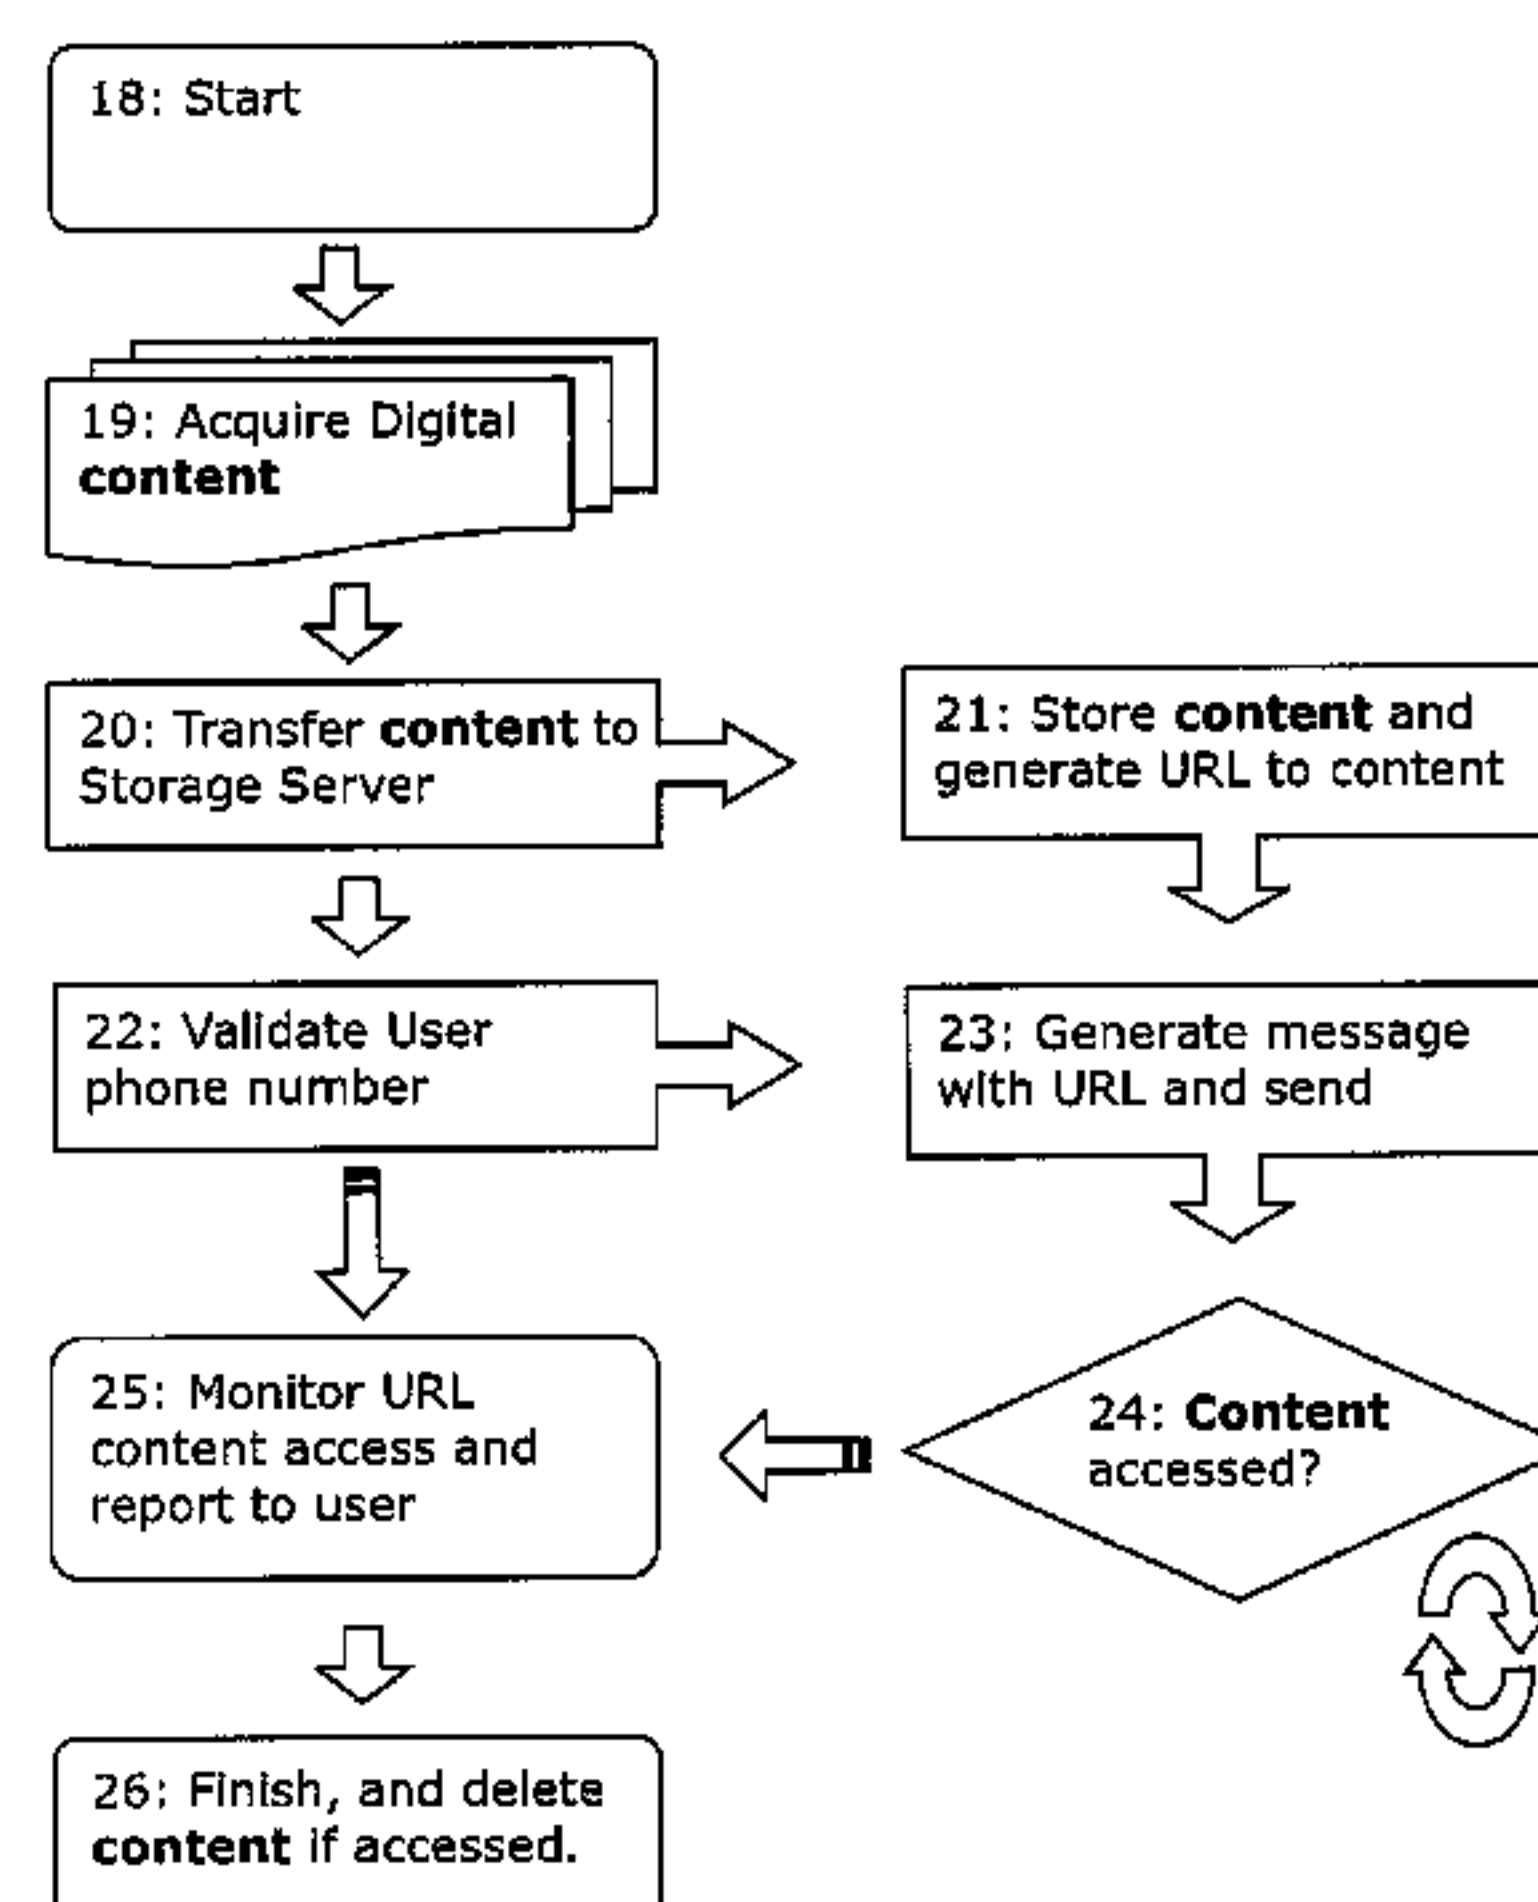 18: Start
19: Acquire Digital
content
20: Transfer content to
Storage Server
21: Store content and
generate URL to content
22: Validate User
phone number
23: Generate message
with URL and send
24: Content
accessed?
25: Monitor URL
content access and
report to user
26: Finish, and delete
content if accessed.